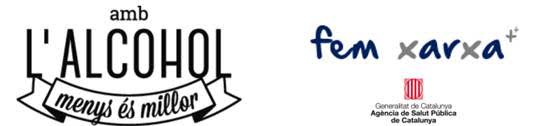 amb
L'ALCOHOL
menys és millor
fem xarxa++
Generalitat de Catalunya
Agència de Salut Pública
de Catalunya